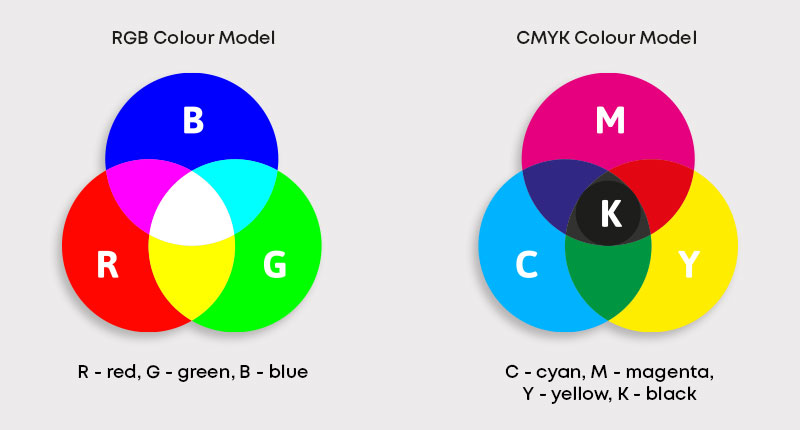 RGB Colour Model
B
R
G
R - red, G - green, B - blue
CMYK Colour Model
M
K
C
Y
C - cyan, M - magenta,
Y - yellow, K - black